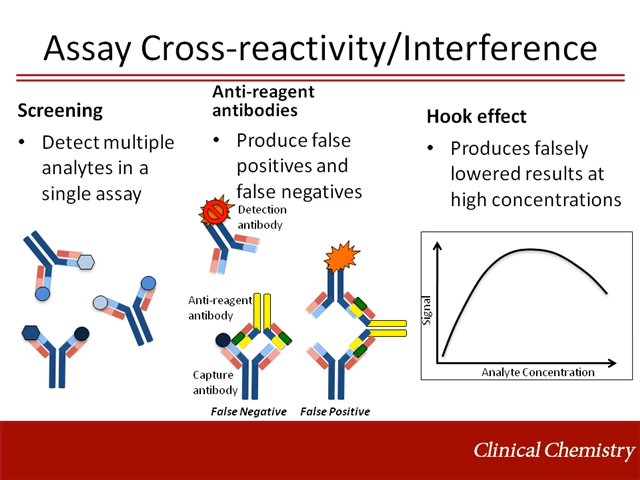 Assay Cross-reactivity/Interference
Screening
• Detect multiple
analytes in a
single assay
Anti-reagent
antibodies
• Produce false
positives and
false negatives
Detection
antibody
Anti-reagent
antibody
Capture
antibody
False Negative
False Positive
Hook effect
• Produces falsely
lowered results at
high concentrations
Signal
Analyte Concentration
Clinical Chemistry